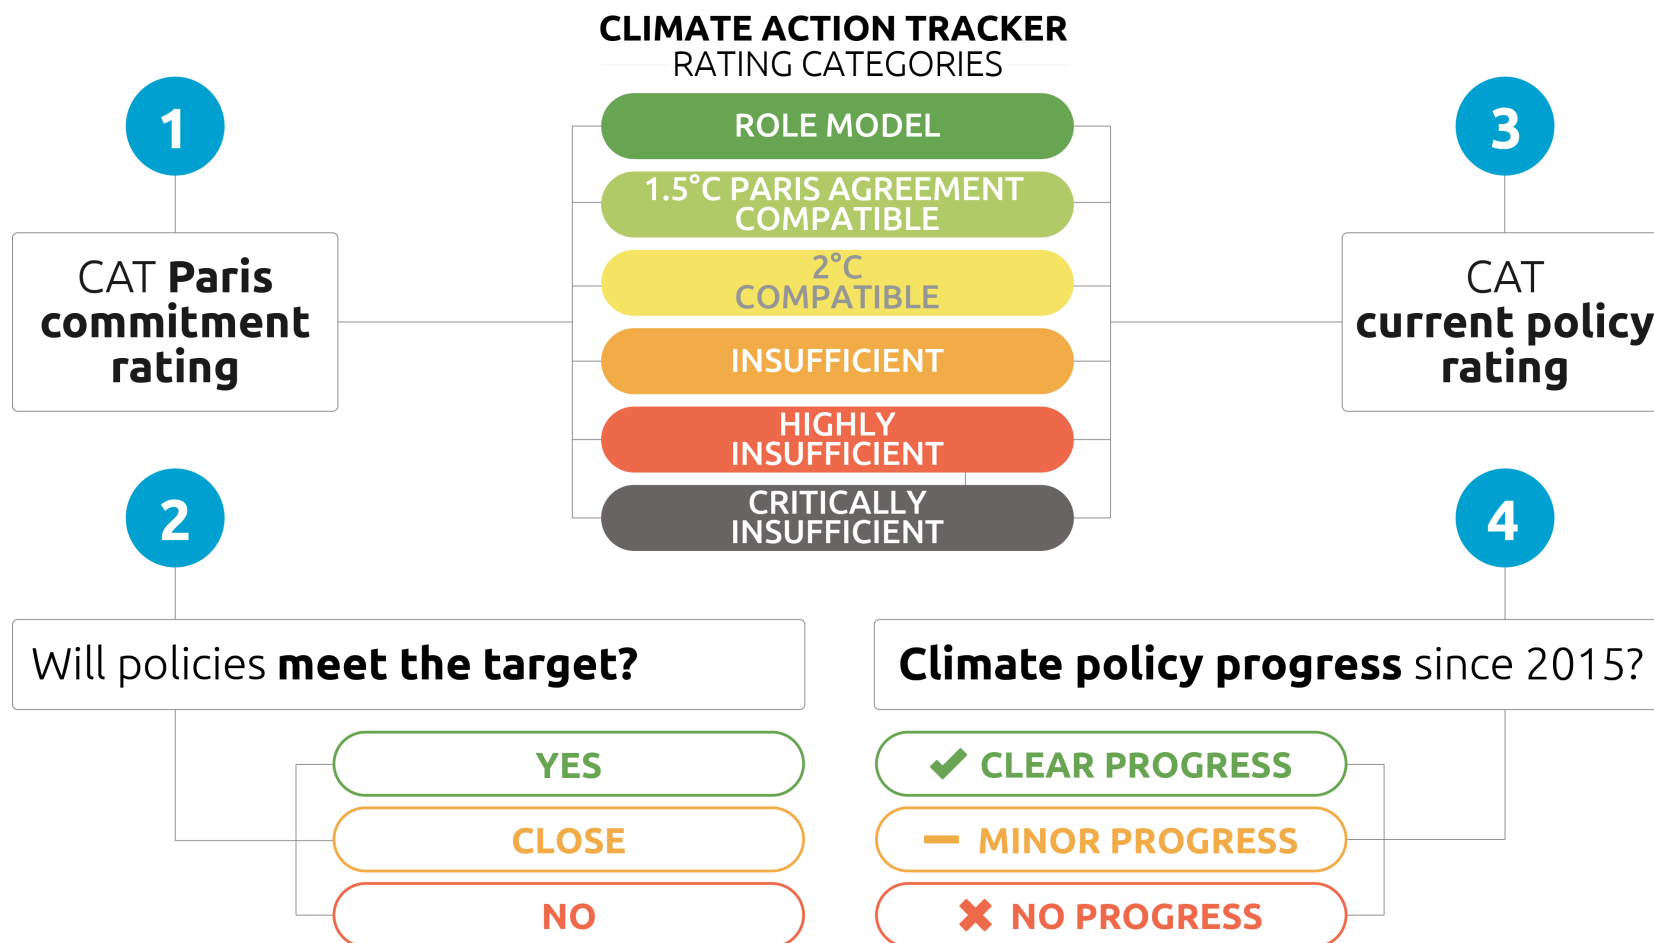 CLIMATE ACTION TRACKER
RATING CATEGORIES
1
CAT Paris
commitment
rating
ROLE MODEL
1.5°C PARIS AGREEMENT
COMPATIBLE
2°C
COMPATIBLE
INSUFFICIENT
HIGHLY
INSUFFICIENT
CRITICALLY
INSUFFICIENT
3
CAT
current policy
rating
2
Will policies meet the target?
YES
CLOSE
NO
4
Climate policy progress since 2015?
CLEAR PROGRESS
MINOR PROGRESS
NO PROGRESS